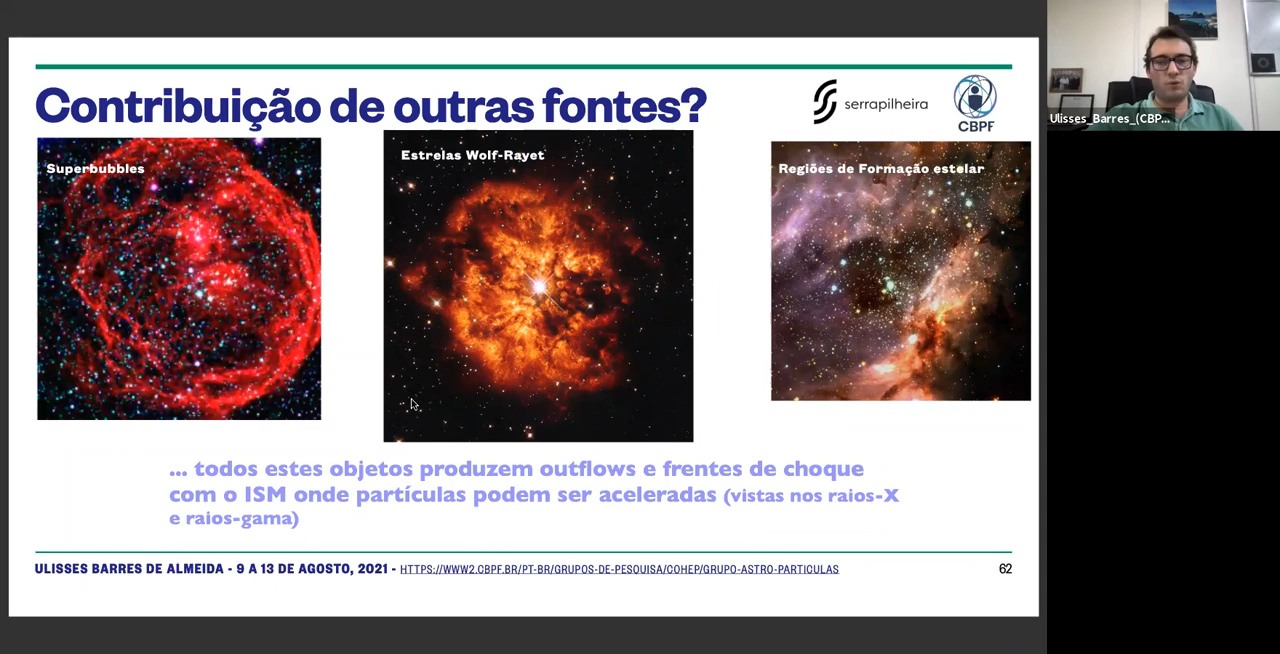 Contribuição de outras fontes?
serrapilheira
CBPF
Superbubbles
Estrelas Wolf-Rayet
Regiões de Formação estelar
... todos estes objetos produzem outflows e frentes de choque
com o ISM onde partículas podem ser aceleradas (vistas nos raios-X
e raios-gama)
ULISSES BARRES DE ALMEIDA - 9 A 13 DE AGOSTO, 2021 - HTTPS://WWW2.CBPF.BR/PT-BR/GRUPOS-DE-PESQUISA/COHEP/GRUPO-ASTRO-PARTICULAS
62
Ulisses_Barres_(CBP...